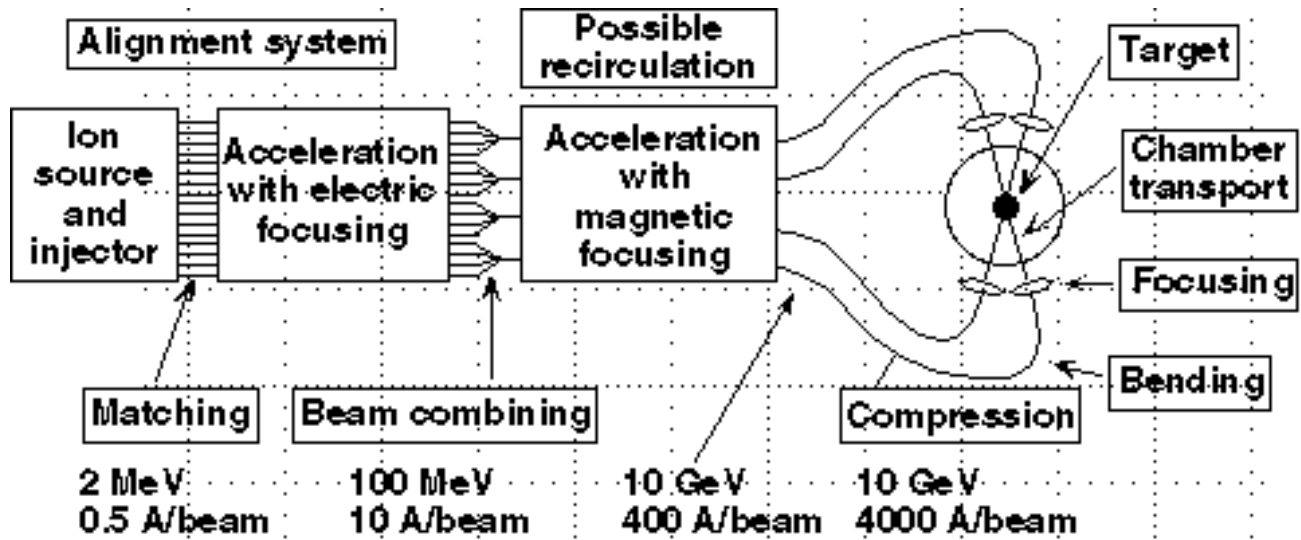 Alignment system
Possible
recirculation
Target
Ion
source
and
injector
Acceleration
with electric
focusing
Acceleration
with
magnetic
focusing
Chamber
transport
Focusing
Bending
Matching
Beam combining
Compression
2 MeV
0.5 A/beam
100 MeV
10 A/beam
10 GeV
400 A/beam
10 GeV
4000 A/beam